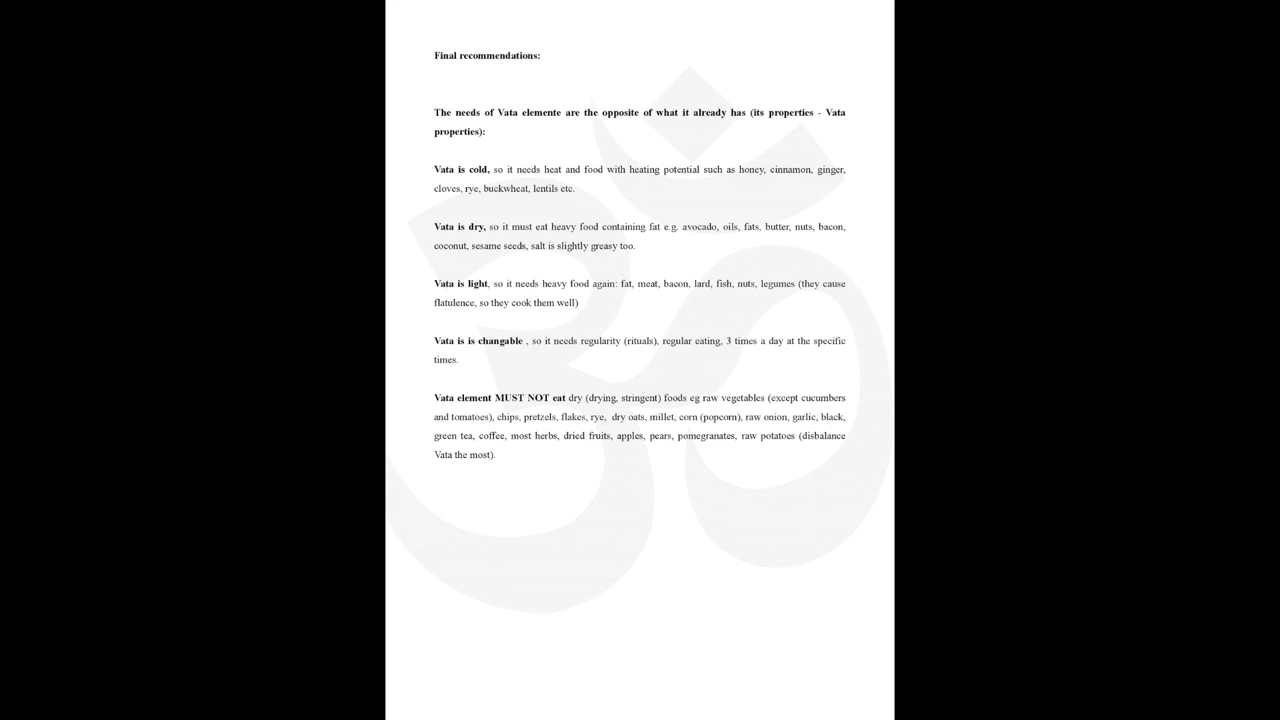 Final recommendations:
The needs of Vata elemente are the opposite of what it already has (its properties - Vata
properties):
Vata is cold, so it needs heat and food with heating potential such as honey, cinnamon, ginger,
cloves, rye, buckwheat, lentils etc.
Vata is dry, so it must eat heavy food containing fat e.g. avocado, oils, fats, butter, nuts, bacon,
coconut, sesame seeds, salt is slightly greasy too.
Vata is light, so it needs heavy food again: fat, meat, bacon, lard, fish, nuts, legumes (they cause
flatulence, so they cook them well)
Vata is is changable , so it needs regularity (rituals), regular eating, 3 times a day at the specific
times.
Vata element MUST NOT eat dry (drying, stringent) foods eg raw vegetables (except cucumbers
and tomatoes), chips, pretzels, flakes, rye, dry oats, millet, corn (popcorn), raw onion, garlic, black,
green tea, coffee, most herbs, dried fruits, apples, pears, pomegranates, raw potatoes (disbalance
Vata the most).